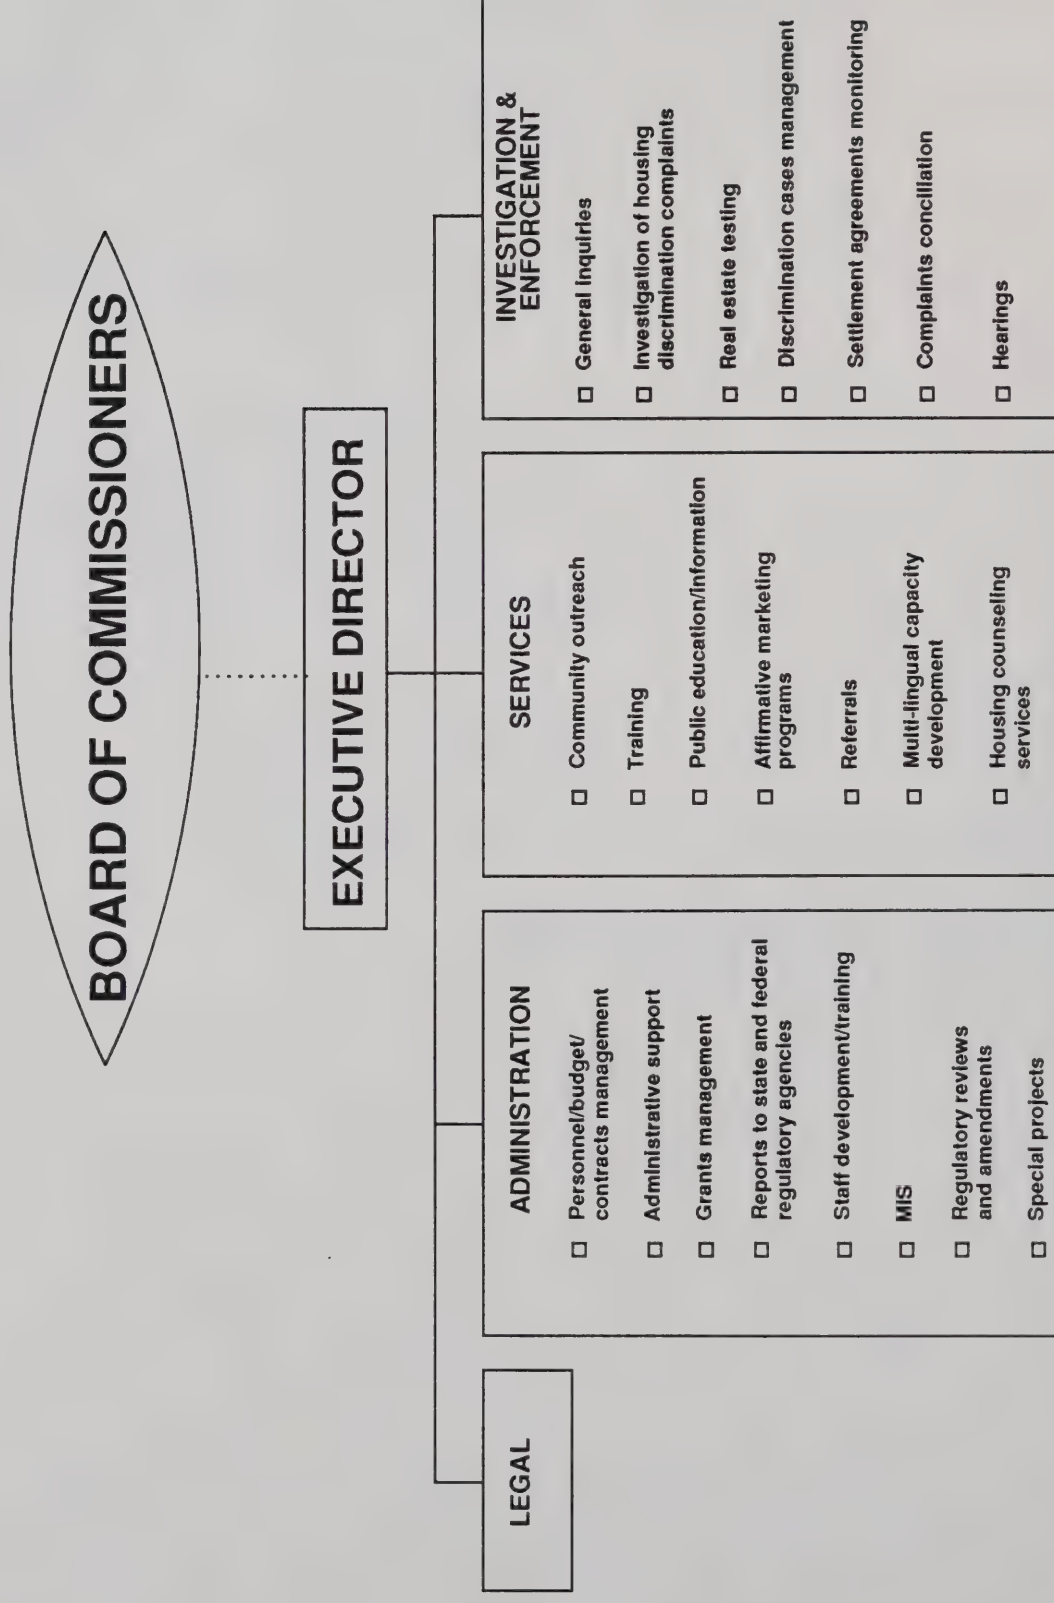 BOARD OF COMMISSIONERS
EXECUTIVE DIRECTOR
LEGAL
ADMINISTRATION
☐ Personnel/budget/
contracts management
☐ Administrative support
☐ Grants management
☐ Reports to state and federal
regulatory agencies
☐ Staff development/training
☐ MIS
☐ Regulatory reviews
and amendments
☐ Special projects
SERVICES
☐ Community outreach
☐ Training
☐ Public education/information
☐ Affirmative marketing
programs
☐ Referrals
☐ Multi-lingual capacity
development
☐ Housing counseling
services
INVESTIGATION &
ENFORCEMENT
☐ General inquiries
☐ Investigation of housing
discrimination complaints
☐ Real estate testing
☐ Discrimination cases management
☐ Settlement agreements monitoring
☐ Complaints conciliation
☐ Hearings